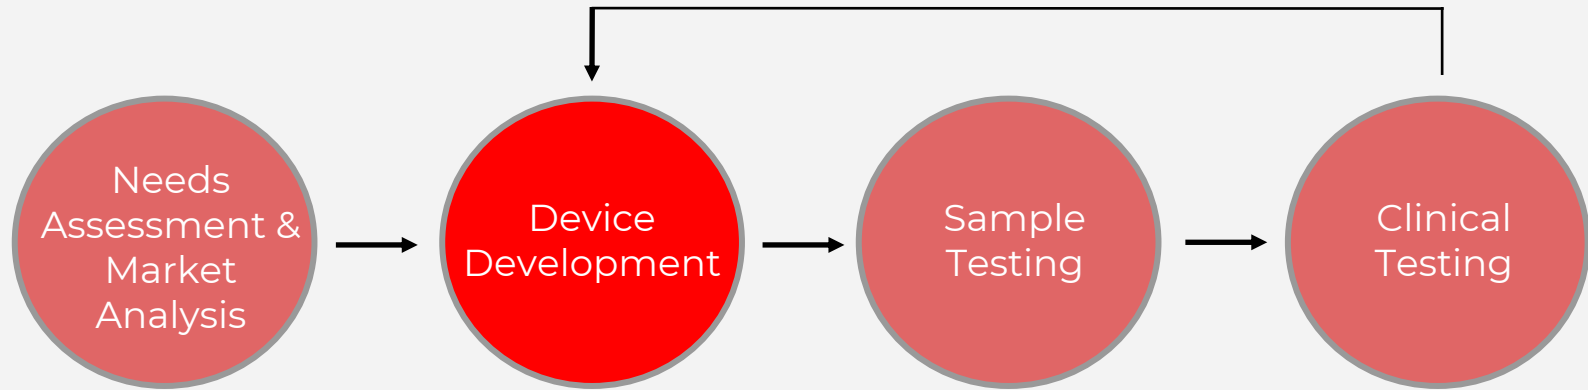 Needs
Assessment &
Market
Analysis
Device
Development
Sample
Testing
Clinical
Testing